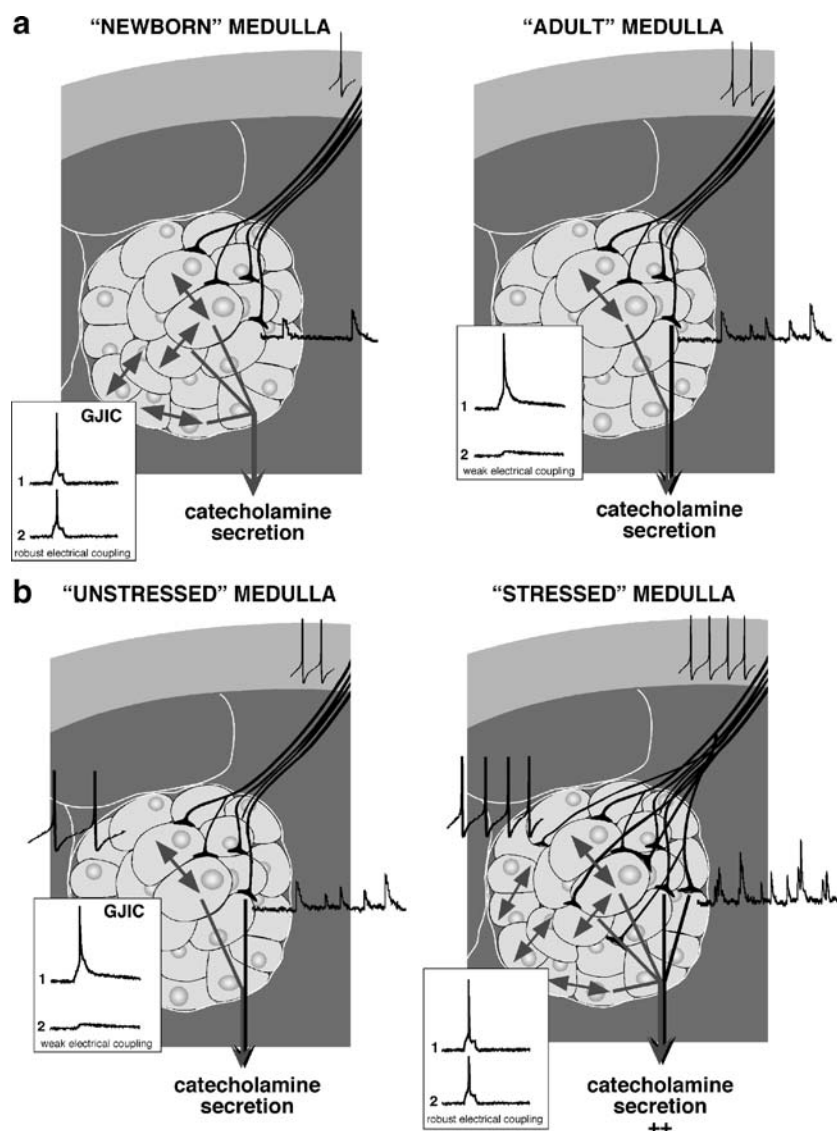 a
“NEWBORN” MEDULLA
“ADULT” MEDULLA
GJIC
1
2
robust electrical coupling
catecholamine
secretion
1
2
weak electrical coupling
catecholamine
secretion
b
“UNSTRESSED” MEDULLA
“STRESSED” MEDULLA
GJIC
1
2
weak electrical coupling
catecholamine
secretion
1
2
robust electrical coupling
catecholamine
secretion
++